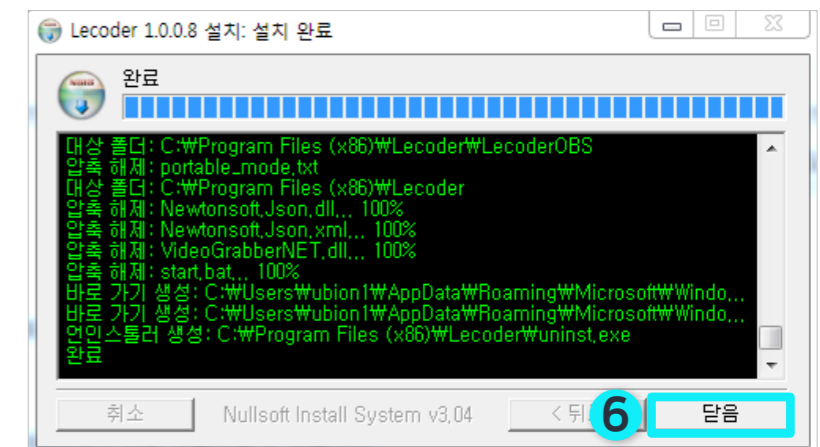 Lecoder 1.0.0.8 설치: 설치 완료
완료
대상 폴더: C:₩Program Files (x86)₩Lecoder₩LecoderOBS
압축 해제: portable_mode.txt
대상 폴더: C:₩Program Files (x86)₩Lecoder
압축 해제: Newtonsoft.Json.dll... 100%
압축 해제: Newtonsoft.Json.xml... 100%
압축 해제: VideoGrabberNET.dll... 100%
압축 해제: start.bat... 100%
바로 가기 생성: C:₩Users₩ubion1₩AppData₩Roaming₩Microsoft₩Windo...
바로 가기 생성: C:₩Users₩ubion1₩AppData₩Roaming₩Microsoft₩Windo...
언인스톨러 생성: C:₩Program Files (x86)₩Lecoder₩uninst.exe
완료
취소 Nullsoft Install System v3.04 < 6 닫음